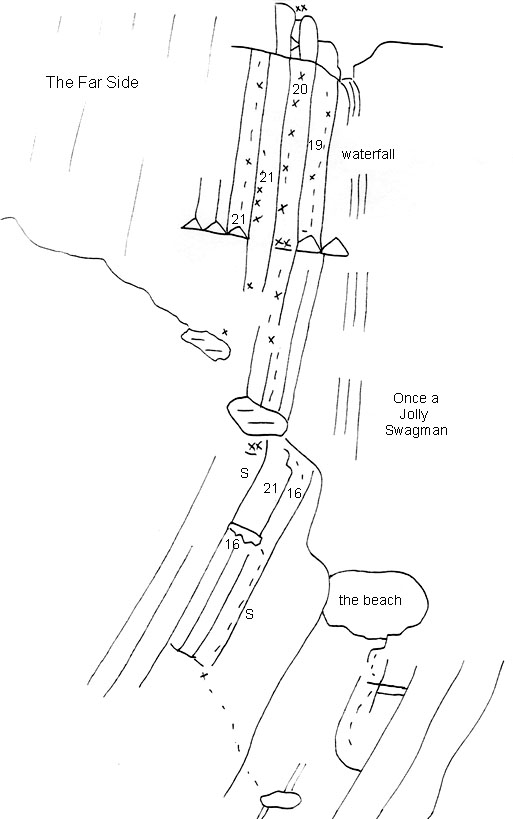 The Far Side
20
19
waterfall
21
21
Once a
Jolly
Swagman
S
21
16
16
the beach
S